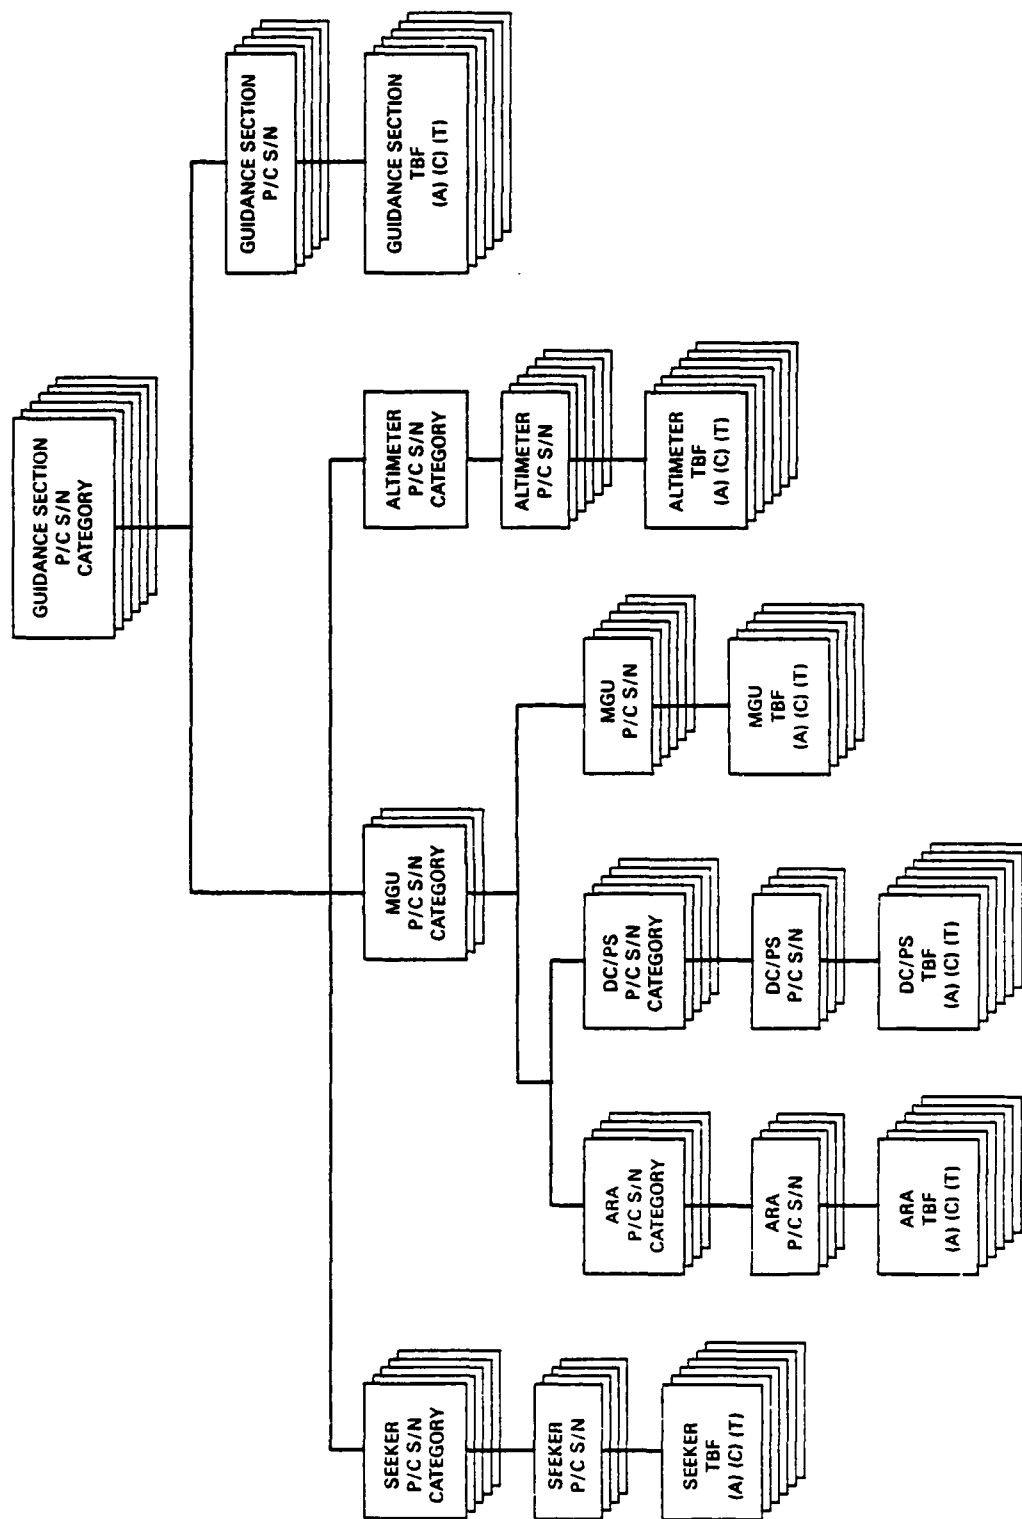 GUIDANCE SECTION
P/C S/N
CATEGORY
GUIDANCE SECTION
P/C S/N
GUIDANCE SECTION
TBF
(A) (C) (T)
SEEKER
P/C S/N
CATEGORY
SEEKER
P/C S/N
SEEKER
TBF
(A) (C) (T)
MGU
P/C S/N
CATEGORY
ARA
P/C S/N
CATEGORY
ARA
P/C S/N
ARA
TBF
(A) (C) (T)
DC/PS
P/C S/N
CATEGORY
DC/PS
P/C S/N
DC/PS
TBF
(A) (C) (T)
MGU
P/C S/N
MGU
TBF
(A) (C) (T)
ALTIMETER
P/C S/N
CATEGORY
ALTIMETER
P/C S/N
ALTIMETER
TBF
(A) (C) (T)